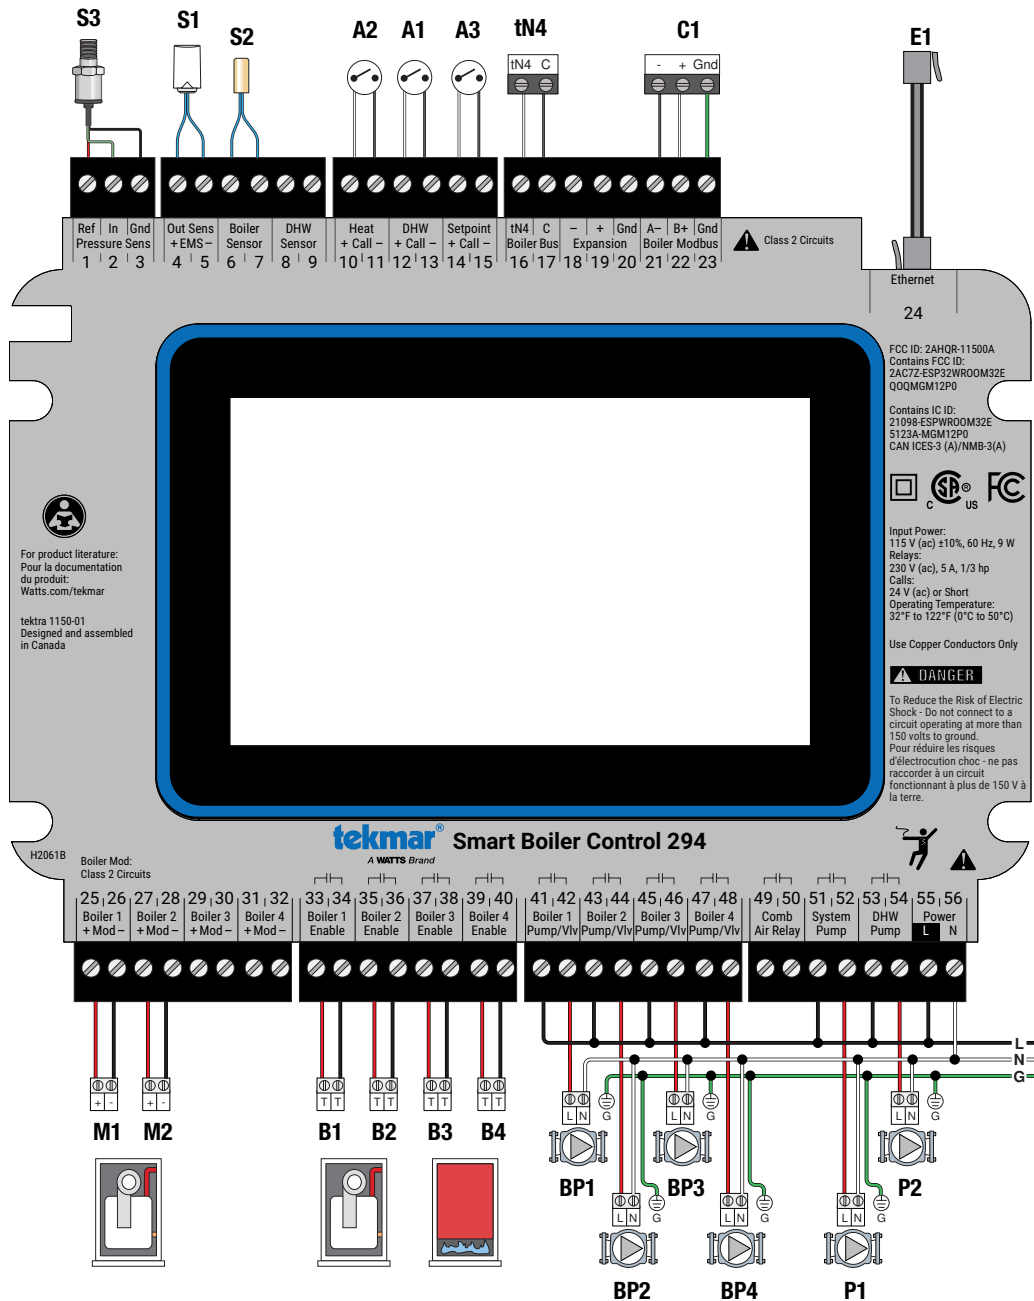 S3 S1 S2 A2 A1 A3 tN4 C1 E1
tN4 C
- + Gnd
Ref In Gnd
Pressure Sens
1 2 3
Out Sens
+ EMS –
4 5
Boiler
Sensor
6 7
DHW
Sensor
8 9
Heat
+ Call –
10 11
DHW
+ Call –
12 13
Setpoint
+ Call –
14 15
tN4 C
Boiler Bus
16 17
– + Gnd
Expansion
18 19 20
A– B+ Gnd
Boiler Modbus
21 22 23
Class 2 Circuits
Ethernet
24
FCC ID: 2AHQR-11500A
Contains FCC ID:
2AC7Z-ESP32WROOM32E
QOQMGM12P0
Contains IC ID:
21098-ESPWROOM32E
5123A-MGM12P0
CAN ICES-3 (A)/NMB-3(A)
C SA ® US FC
Input Power:
115 V (ac) ±10%, 60 Hz, 9 W
Relays:
230 V (ac), 5 A, 1/3 hp
Calls:
24 V (ac) or Short
Operating Temperature:
32°F to 122°F (0°C to 50°C)
Use Copper Conductors Only
DANGER
To Reduce the Risk of Electric
Shock - Do not connect to a
circuit operating at more than
150 volts to ground.
Pour réduire les risques
d'électrocution choc - ne pas
raccorder à un circuit
fonctionnant à plus de 150 V à
la terre.
For product literature:
Pour la documentation
du produit:
Watts.com/tekmar
tektra 1150-01
Designed and assembled
in Canada
tekmar® Smart Boiler Control 294
A WATTS Brand
H2061B
Boiler Mod:
Class 2 Circuits
25 26
Boiler 1
+ Mod –
27 28
Boiler 2
+ Mod –
29 30
Boiler 3
+ Mod –
31 32
Boiler 4
+ Mod –
33 34
Boiler 1
Enable
35 36
Boiler 2
Enable
37 38
Boiler 3
Enable
39 40
Boiler 4
Enable
41 42
Boiler 1
Pump/Vlv
43 44
Boiler 2
Pump/Vlv
45 46
Boiler 3
Pump/Vlv
47 48
Boiler 4
Pump/Vlv
49 50
Comb
Air Relay
51 52
System
Pump
53 54
DHW
Pump
55 56
Power
L N
L
N
G
+ - + - T T T T T T T T L N G L N G L N G
M1 M2 B1 B2 B3 B4
BP1 BP3 P2
L N G L N G L N G
BP2 BP4 P1